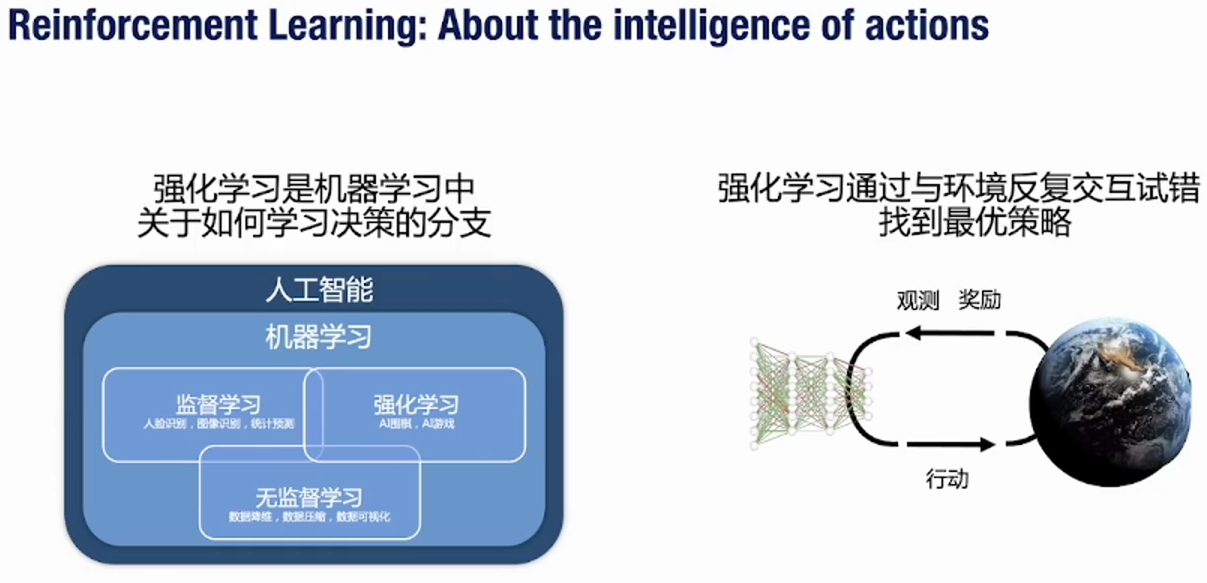 Reinforcement Learning: About the intelligence of actions
强化学习是机器学习中
关于如何学习决策的分支
人工智能
机器学习
监督学习
人脸识别，图像识别，统计预测
强化学习
AI围棋，AI游戏
无监督学习
数据降维，数据压缩，数据可视化
强化学习通过与环境反复交互试错
找到最优策略
观测 奖励
行动